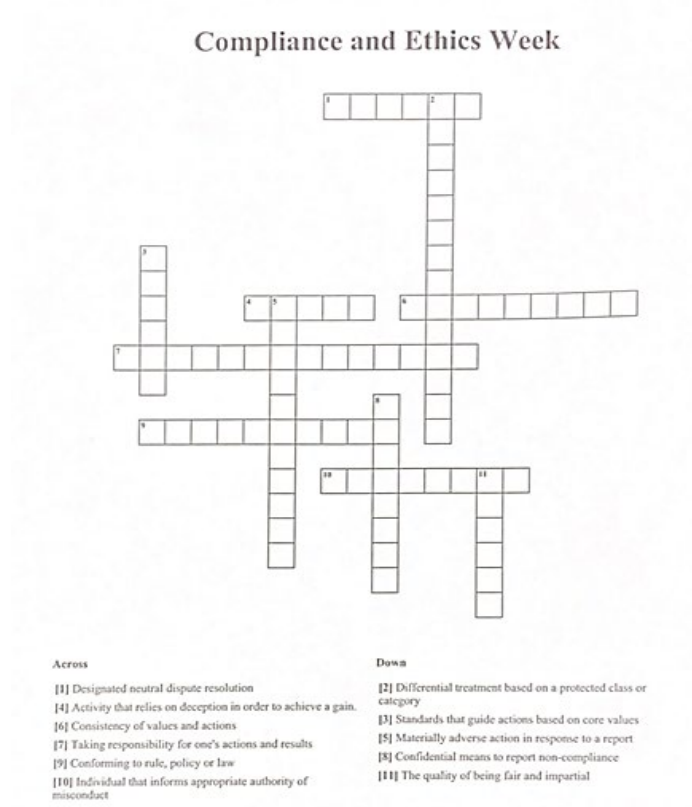 Compliance and Ethics Week
1
2
3
4
5
6
7
8
9
10
11
Across
[1] Designated neutral dispute resolution
[4] Activity that relies on deception in order to achieve a gain.
[6] Consistency of values and actions
[7] Taking responsibility for one's actions and results
[9] Conforming to rule, policy or law
[10] Individual that informs appropriate authority of
misconduct
Down
[2] Differential treatment based on a protected class or
category
[3] Standards that guide actions based on core values
[5] Materially adverse action in response to a report
[8] Confidential means to report non-compliance
[11] The quality of being fair and impartial